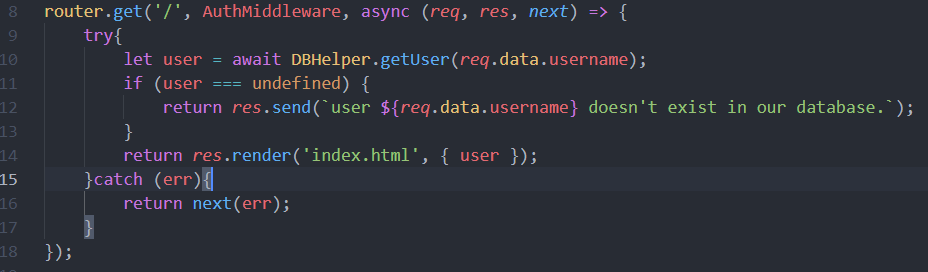 8 router.get('/', AuthMiddleware, async (req, res, next) => {
9     try{
10         let user = await DBHelper.getUser(req.data.username);
11         if (user === undefined) {
12             return res.send(`user ${req.data.username} doesn't exist in our database.`);
13         }
14         return res.render('index.html', { user });
15     }catch (err){
16         return next(err);
17     }
18 });